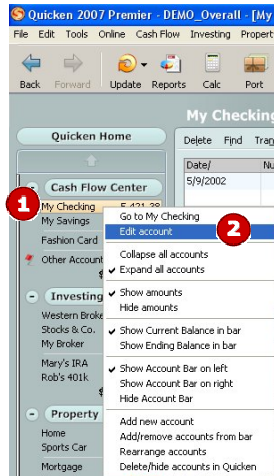 Quicken 2007 Premier - DEMO_Overall - [My
File Edit Tools Online Cash Flow Investing Propert
Back Forward Update Reports Calc Port
My Checking
Quicken Home
Delete Find Tran
Date/ Nu
5/9/2002
Cash Flow Center
1
My Checking 5,421.38
My Savings
Fashion Card
Other Account
Go to My Checking
Edit account
2
Collapse all accounts
Expand all accounts
Show amounts
Hide amounts
Show Current Balance in bar
Show Ending Balance in bar
Show Account Bar on left
Show Account Bar on right
Hide Account Bar
Add new account
Add/remove accounts from bar
Rearrange accounts
Delete/hide accounts in Quicken
Investing
Western Broke
Stocks & Co.
My Broker
Mary's IRA
Rob's 401k
Property
Home
Sports Car
Mortgage